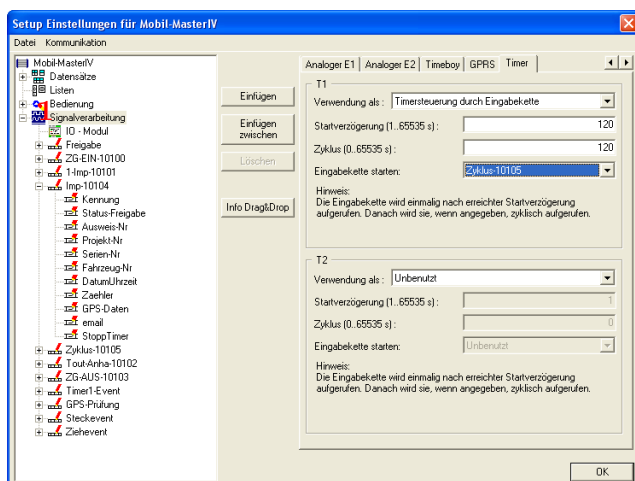 Setup Einstellungen für Mobil-MasterIV
Datei Kommunikation
Mobil-MasterIV
Datensätze
Listen
Bedienung
Signalverarbeitung
IO - Modul
Freigabe
ZG-EIN-10100
1-Imp-10101
Imp-10104
Kennung
Status-Freigabe
Ausweis-Nr
Projekt-Nr
Serien-Nr
Fahrzeug-Nr
DatumUhrzeit
Zaehler
GPS-Daten
email
StoppTimer
Zyklus-10105
Tout-Anha-10102
ZG-AUS-10103
Timer1-Event
GPS-Prüfung
Steckevent
Ziehevent
Einfügen
Einfügen
zwischen
Löschen
Info Drag&Drop
Analoger E1 Analoger E2 Timeboy GPRS Timer
T1
Verwendung als : Timersteuerung durch Eingabekette
Startverzögerung (1..65535 s) : 120
Zyklus (0..65535 s) : 120
Eingabekette starten: Zyklus-10105
Hinweis:
Die Eingabekette wird einmalig nach erreichter Startverzögerung
aufgerufen. Danach wird sie, wenn angegeben, zyklisch aufgerufen.
T2
Verwendung als : Unbenutzt
Startverzögerung (1..65535 s) : 1
Zyklus (0..65535 s) : 0
Eingabekette starten: Unbenutzt
Hinweis:
Die Eingabekette wird einmalig nach erreichter Startverzögerung
aufgerufen. Danach wird sie, wenn angegeben, zyklisch aufgerufen.
OK